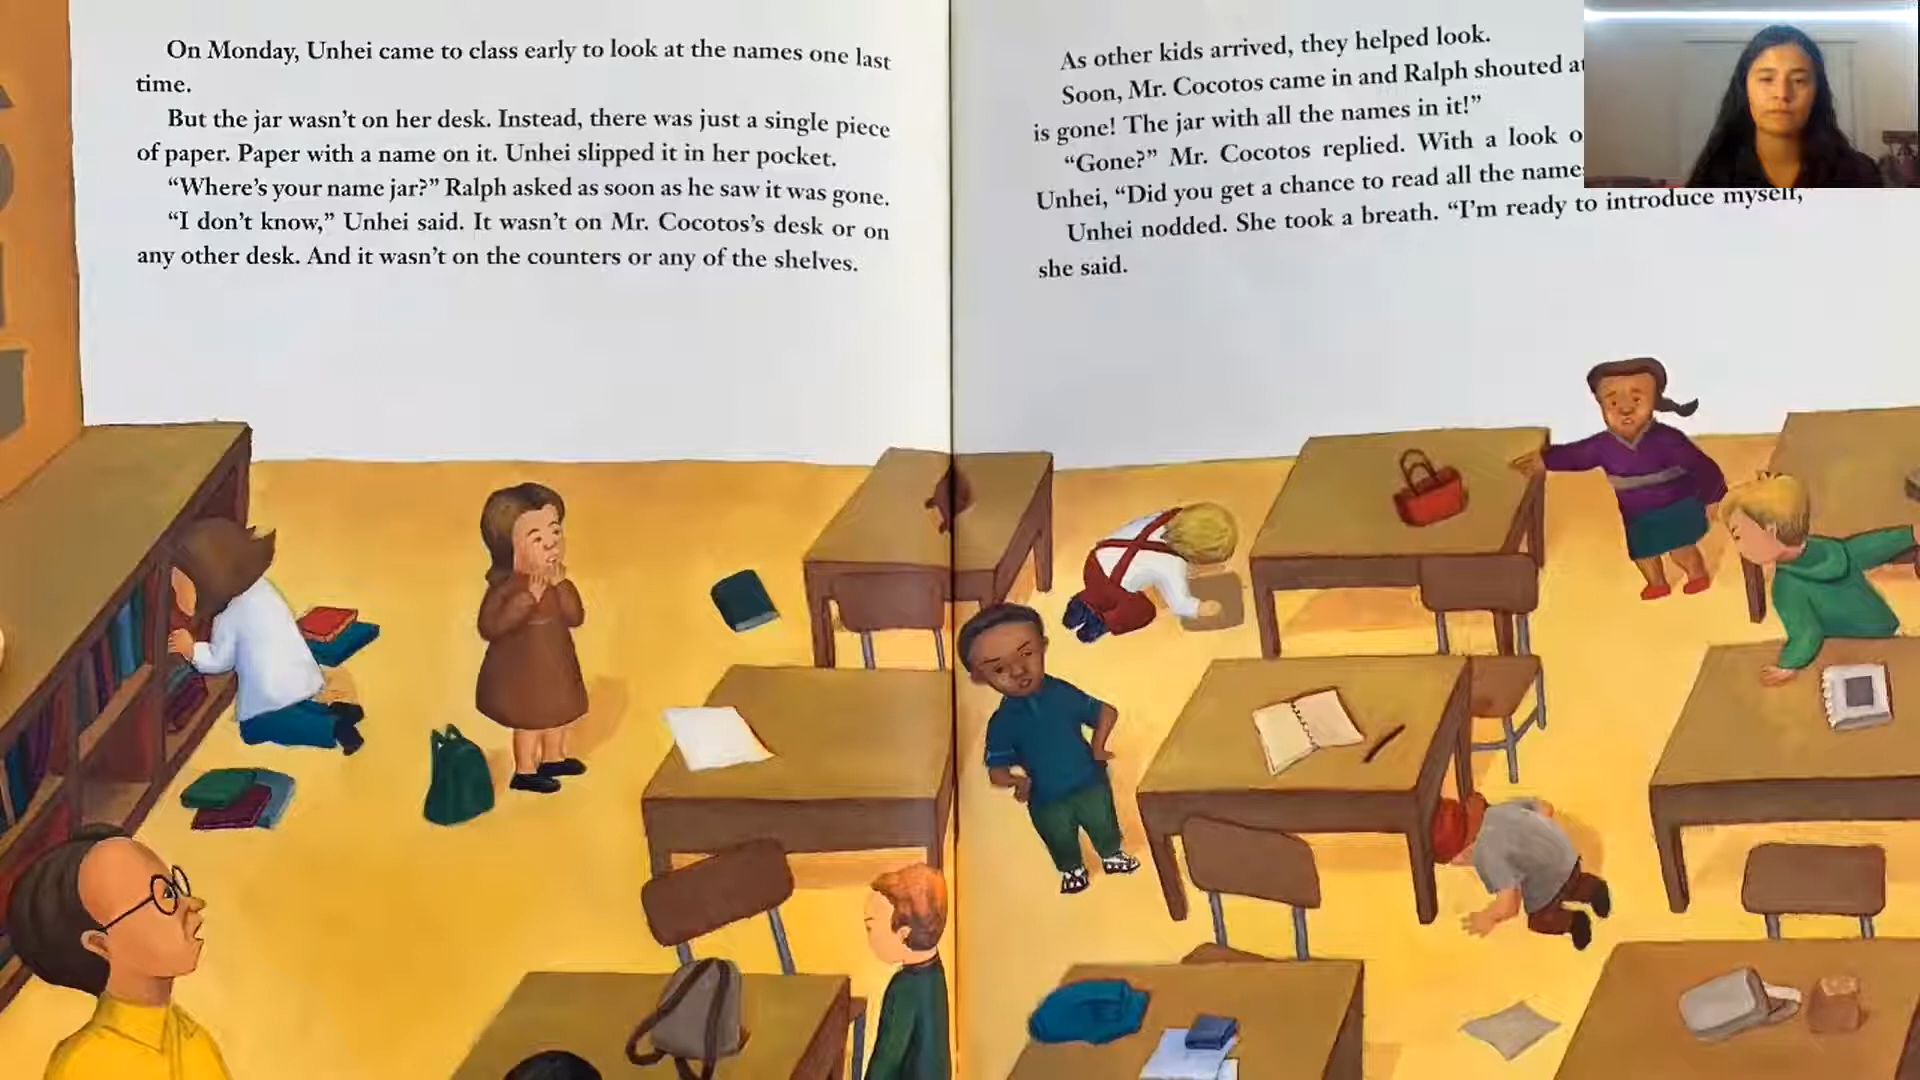 On Monday, Unhei came to class early to look at the names one last
time.
But the jar wasn't on her desk. Instead, there was just a single piece
of paper. Paper with a name on it. Unhei slipped it in her pocket.
“Where's your name jar?” Ralph asked as soon as he saw it was gone.
“I don't know,” Unhei said. It wasn't on Mr. Cocotos's desk or on
any other desk. And it wasn't on the counters or any of the shelves.
As other kids arrived, they helped look.
Soon, Mr. Cocotos came in and Ralph shouted
is gone! The jar with all the names in it!”
“Gone?” Mr. Cocotos replied. With a look
Unhei, “Did you get a chance to read all the
Unhei nodded. She took a breath. “I'm ready to introduce myself,”
she said.